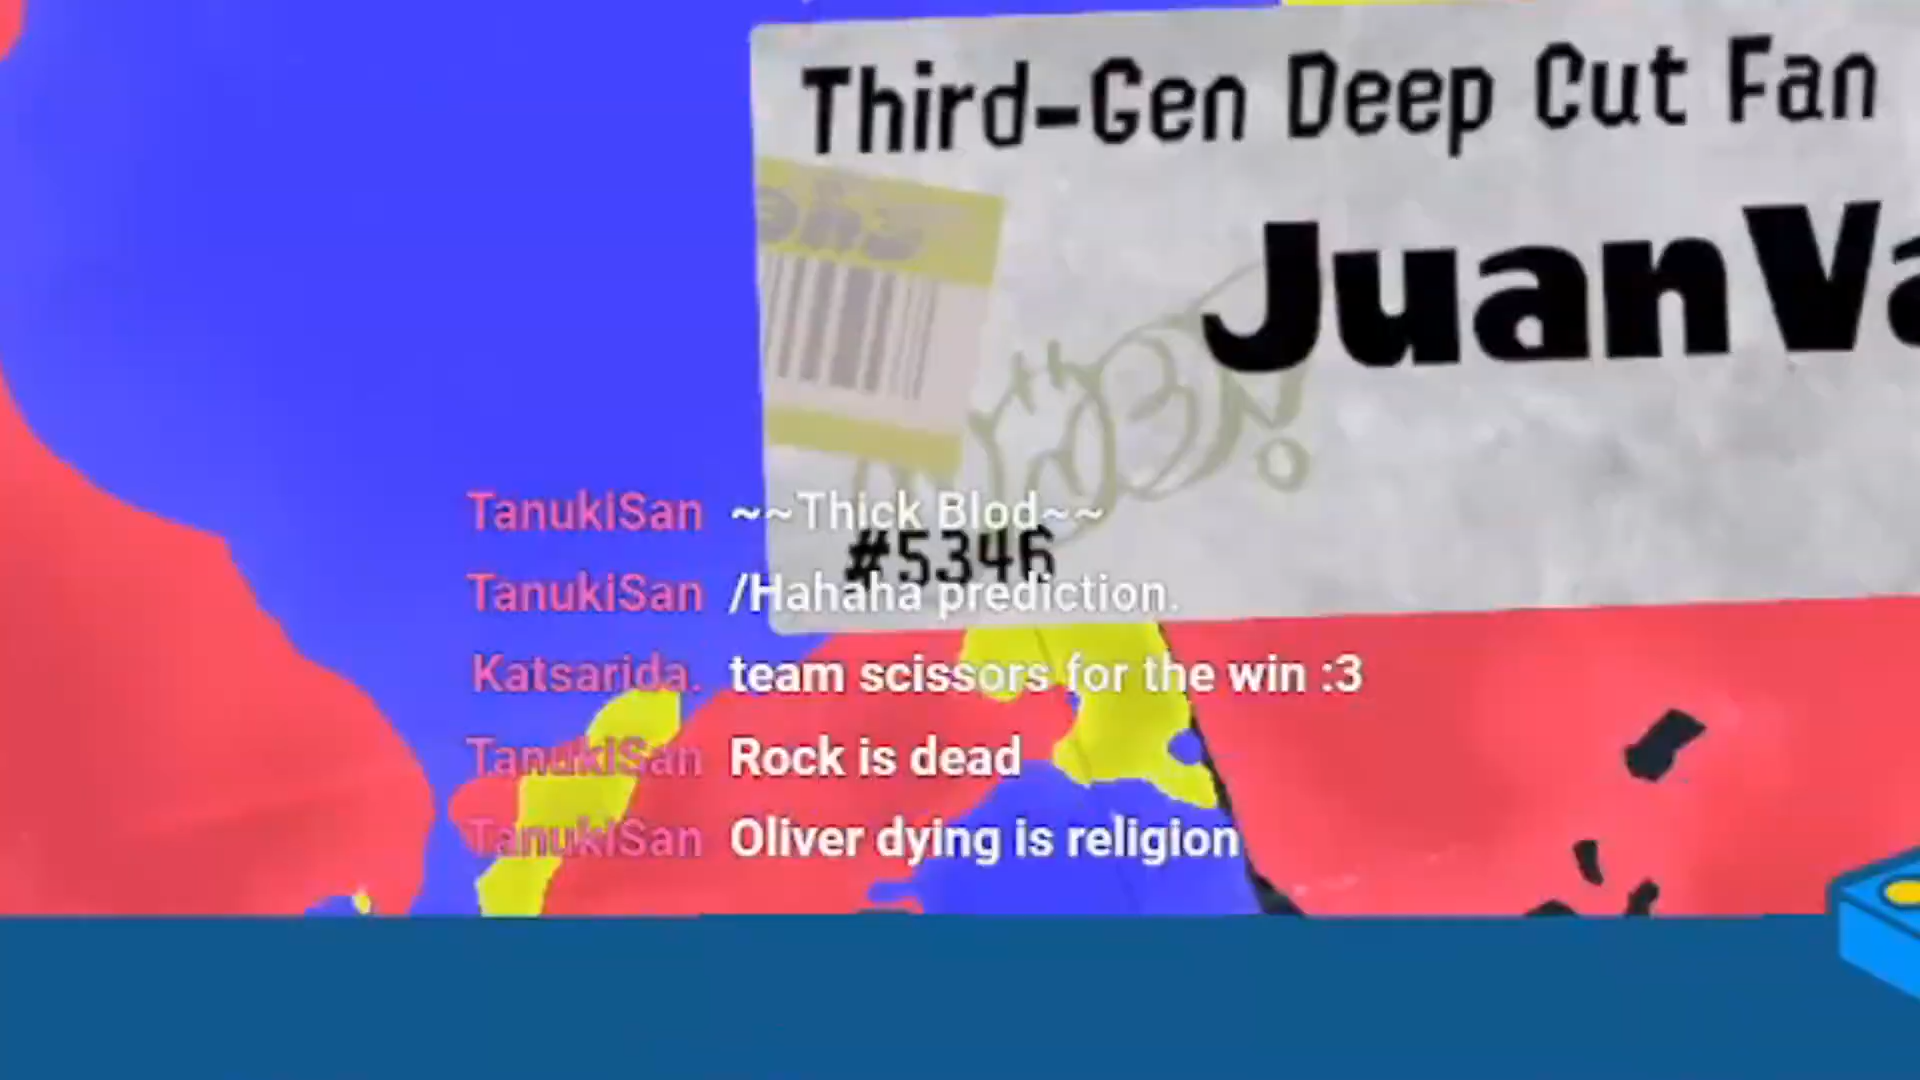 Third-Gen Deep Cut Fan
JuanVa
#5346
TanukiSan ~~Thick Blod~~
TanukiSan /Hahaha prediction.
Katsarida. team scissors for the win :3
TanukiSan Rock is dead
TanukiSan Oliver dying is religion